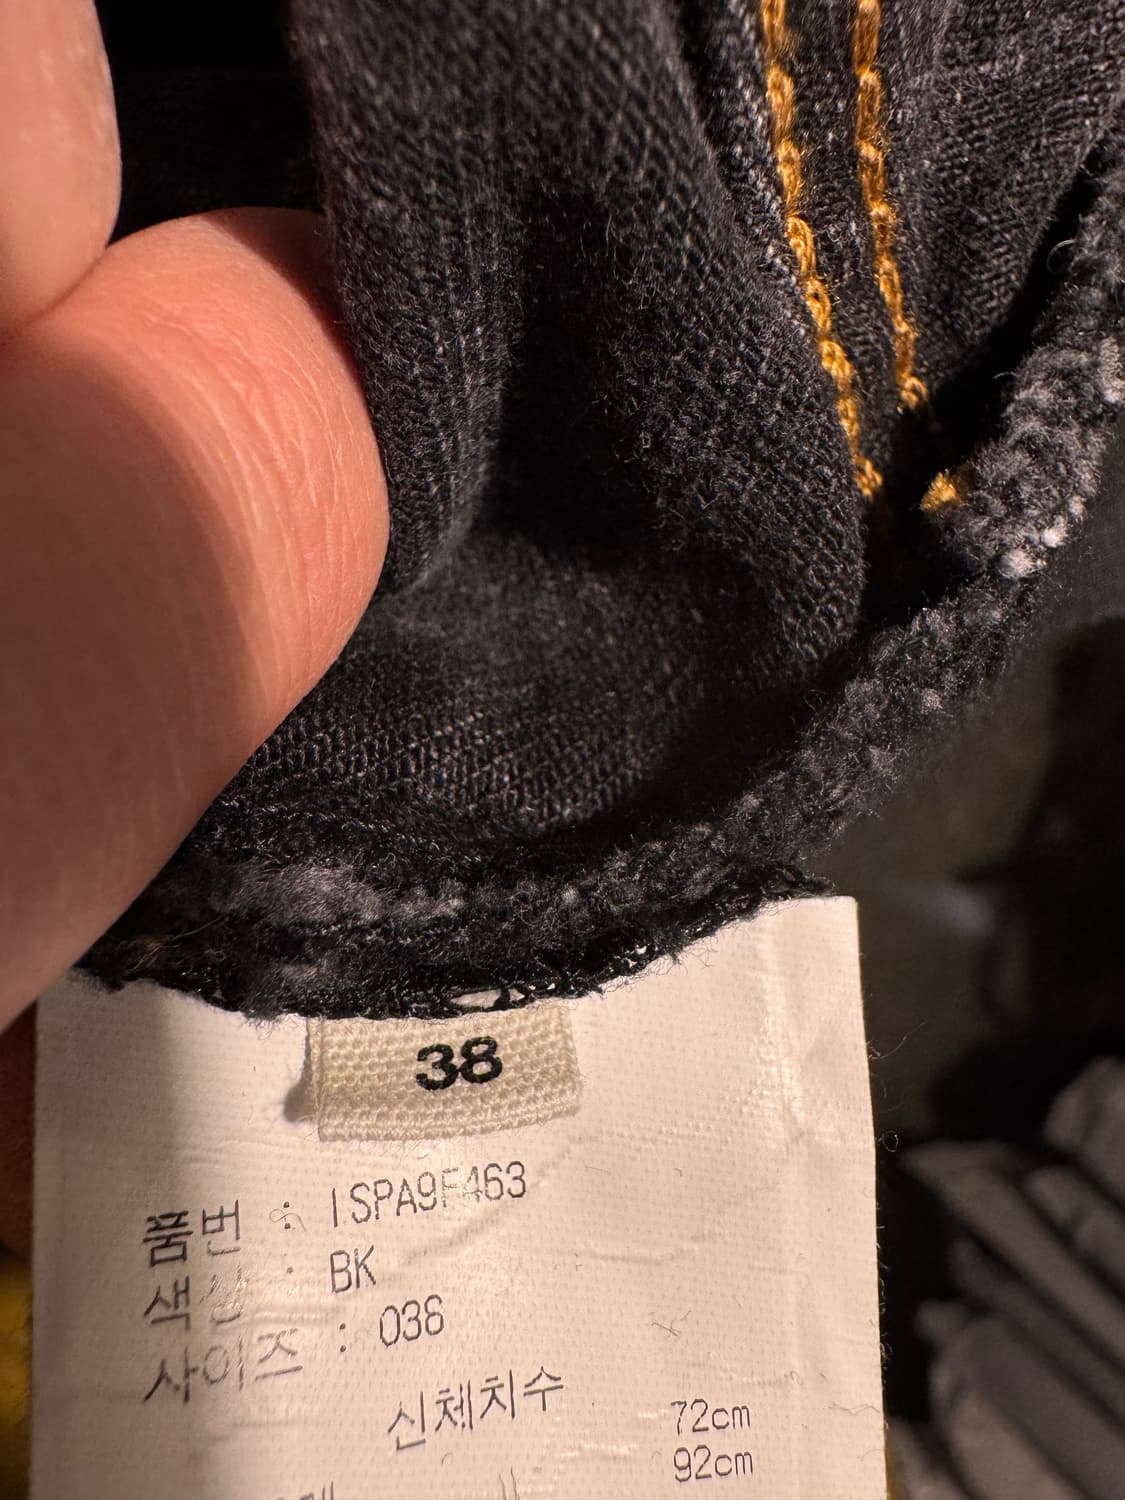 38
품번 : ISPA9F463
색상 : BK
사이즈 : 036
신체치수
72cm
92cm